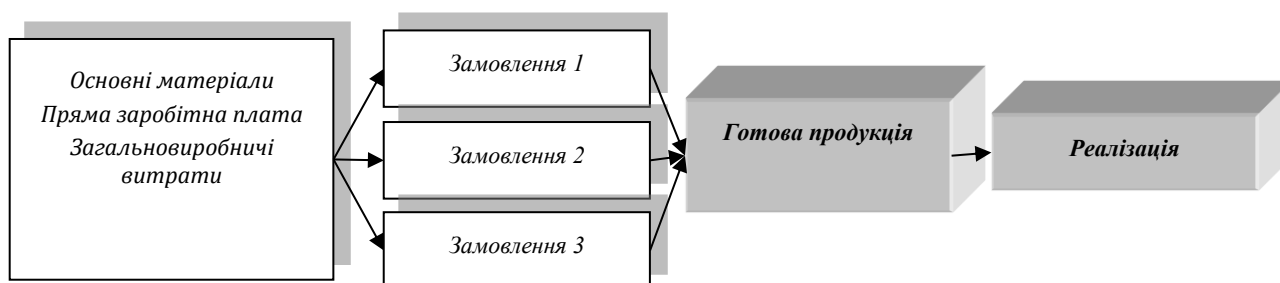 Основні матеріали
Пряма заробітна плата
Загальновиробничі
витрати
Замовлення 1
Замовлення 2
Замовлення 3
Готова продукція
Реалізація